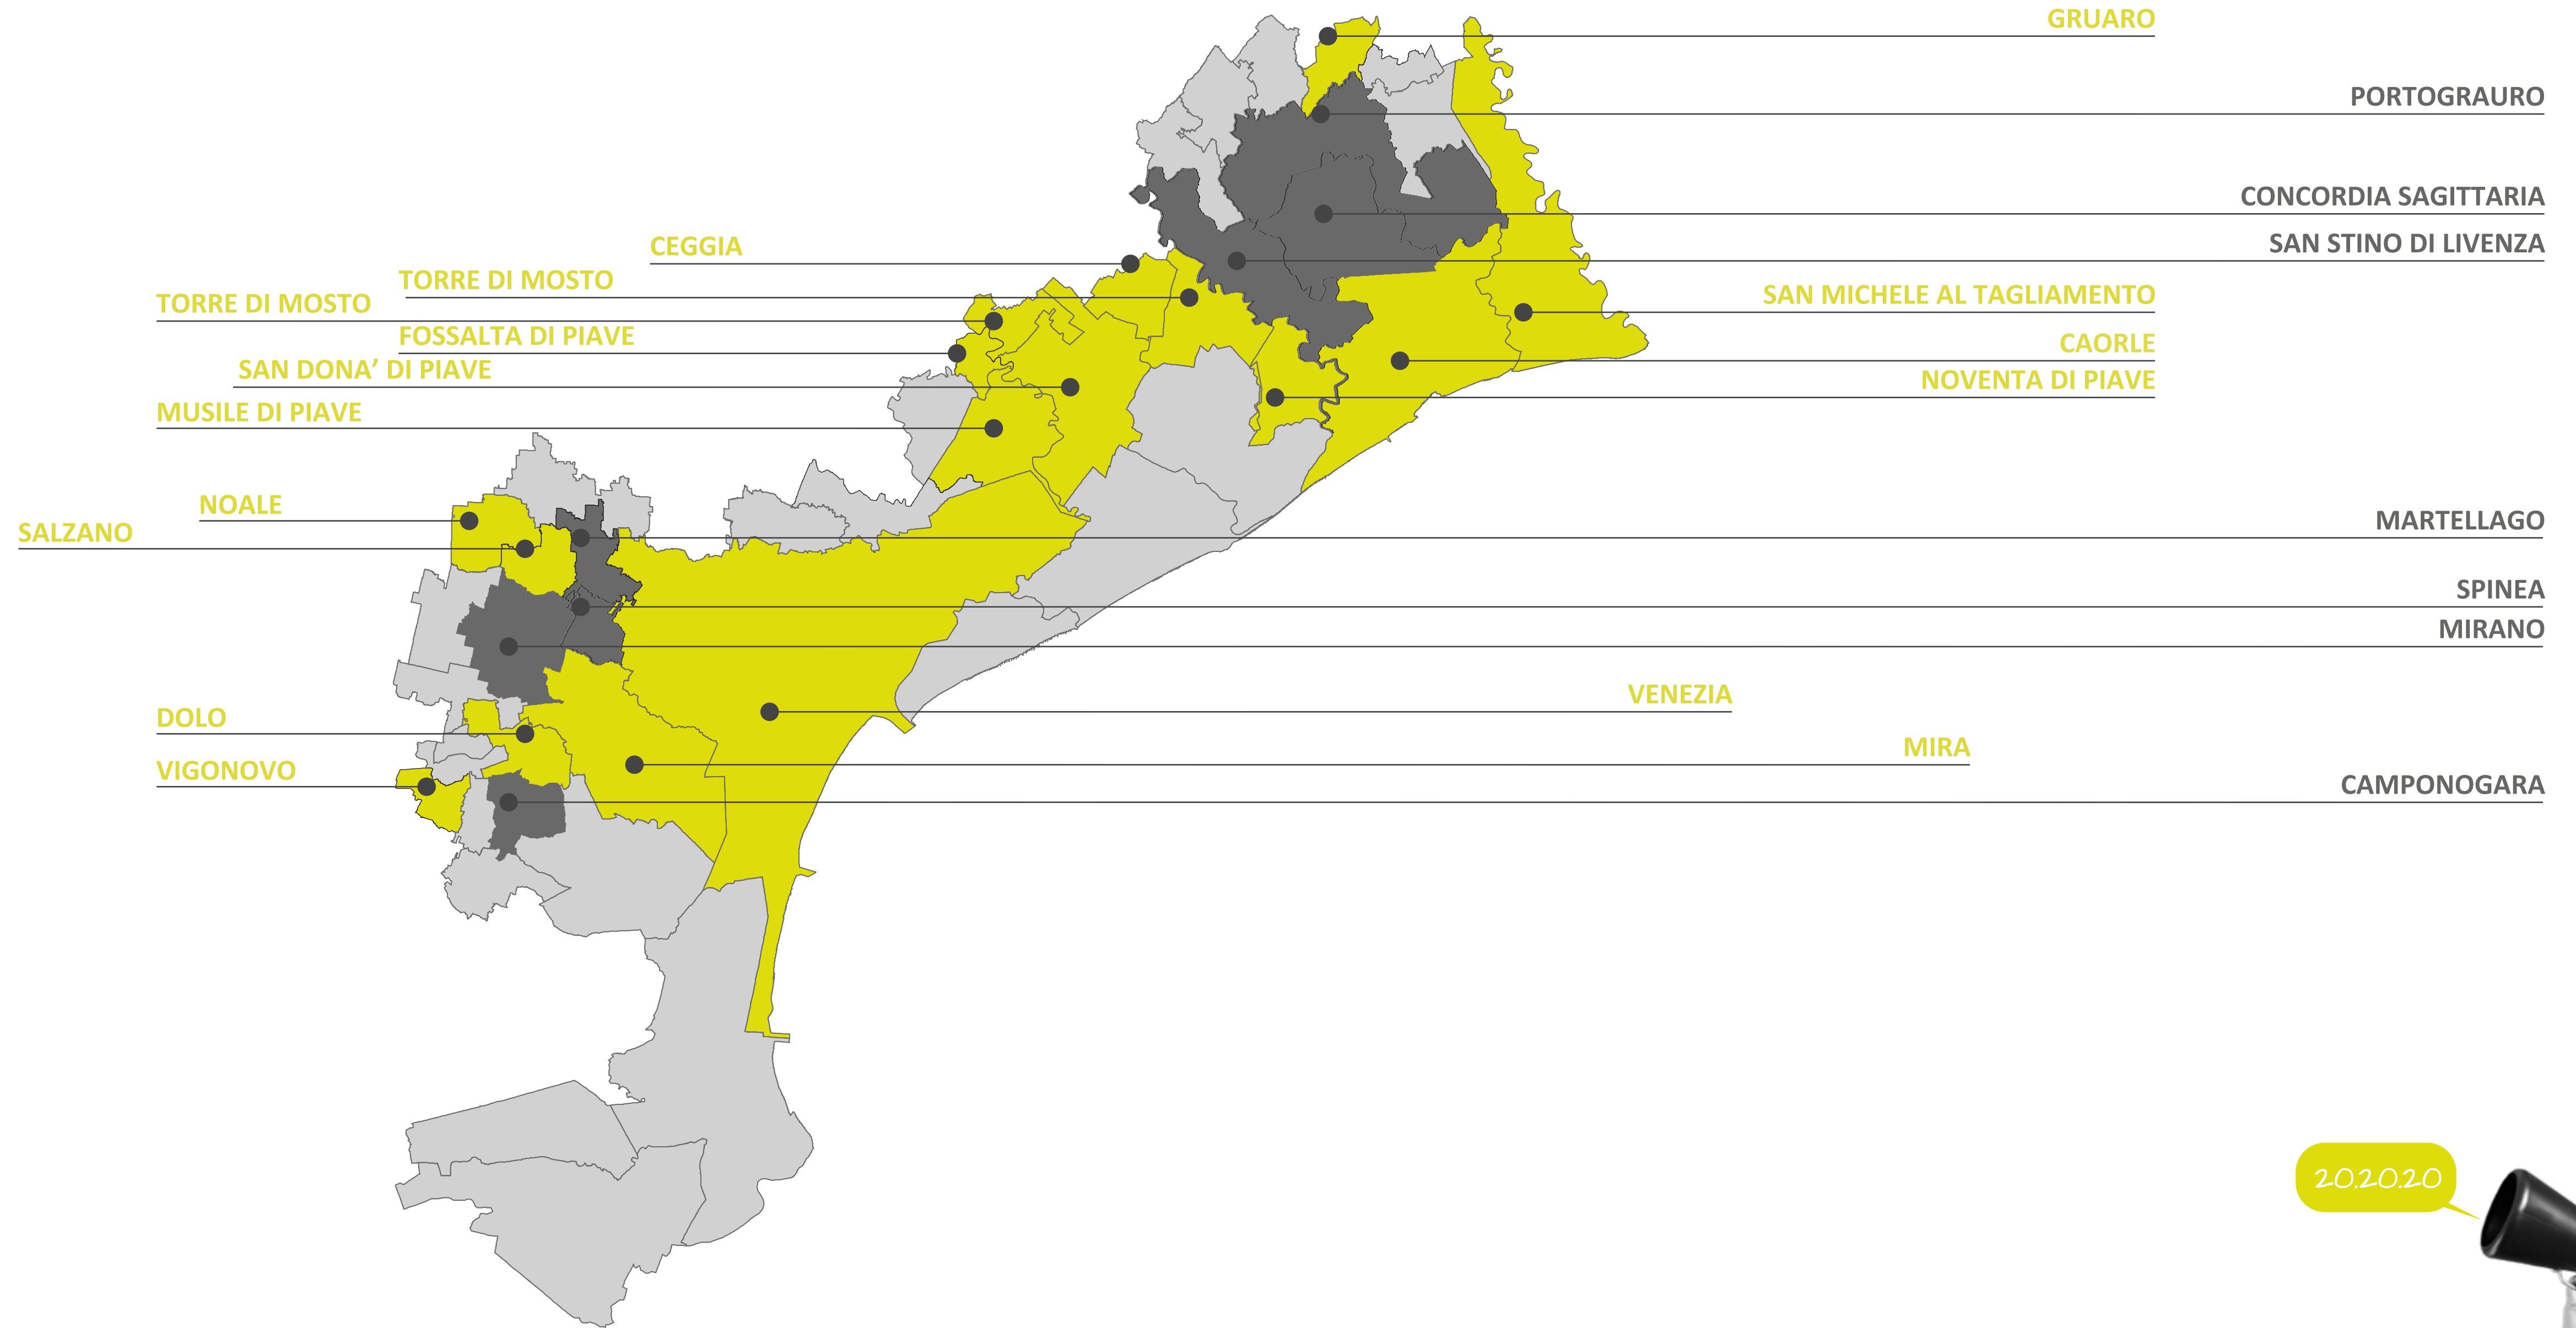 GRUARO
PORTOGRAURO
CONCORDIA SAGITTARIA
SAN STINO DI LIVENZA
CEGGIA
TORRE DI MOSTO
TORRE DI MOSTO
SAN MICHELE AL TAGLIAMENTO
FOSSALTA DI PIAVE
CAORLE
SAN DONA’ DI PIAVE
NOVENTA DI PIAVE
MUSILE DI PIAVE
NOALE
SALZANO
MARTELLAGO
SPINEA
MIRANO
VENEZIA
DOLO
MIRA
VIGONOVO
CAMPONOGARA
20.20.20